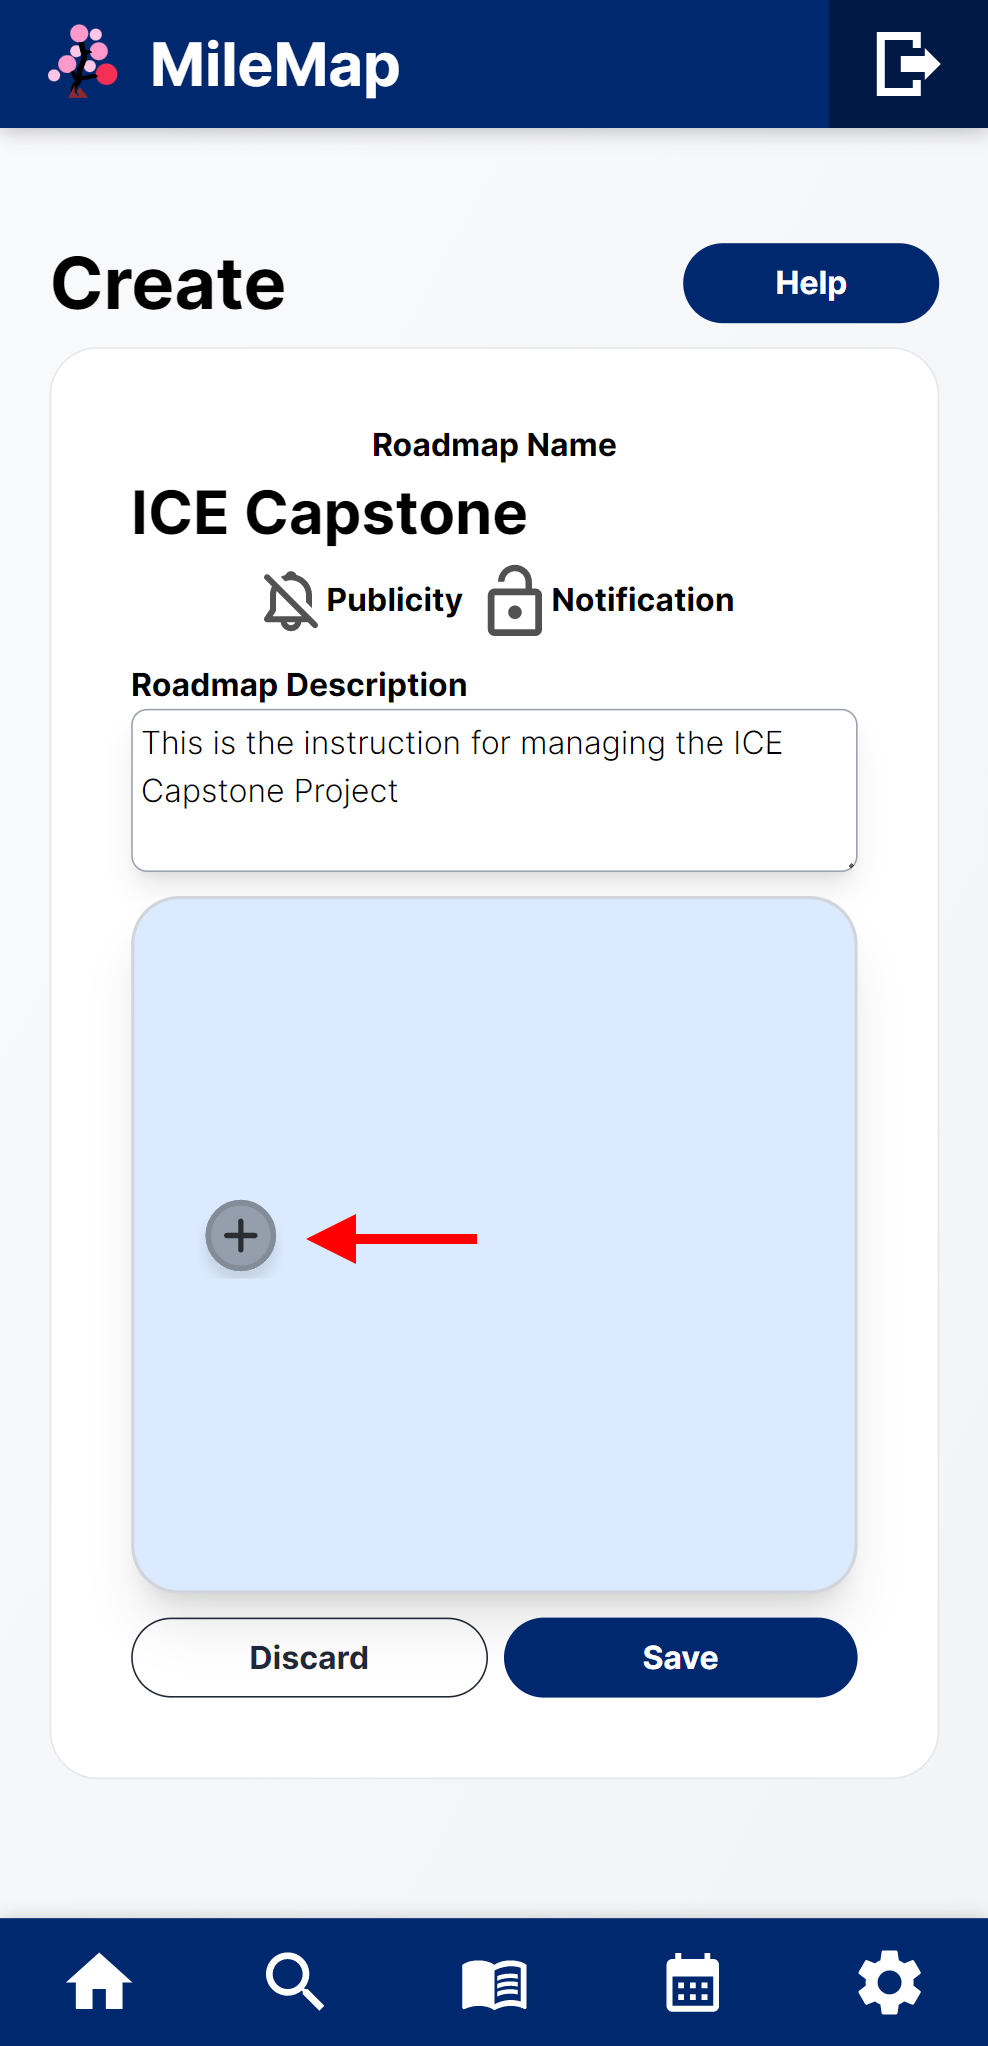 MileMap
Create
Help
Roadmap Name
ICE Capstone
Publicity
Notification
Roadmap Description
This is the instruction for managing the ICE
Capstone Project
Discard
Save